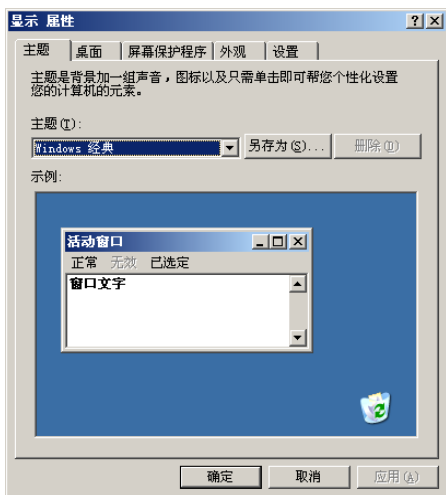 显示 属性
主题 桌面 屏幕保护程序 外观 设置
主题是背景加一组声音，图标以及只需单击即可帮您个性化设置
您的计算机的元素。
主题(T):
Windows 经典 另存为(S)... 删除(D)
示例:
活动窗口
正常 无效 已选定
窗口文字
确定 取消 应用(A)